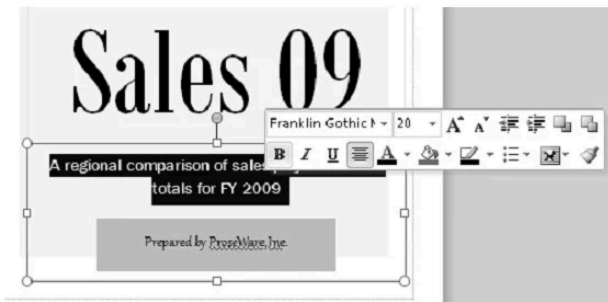 Sales 09
Franklin Gothic M 20 A A
B I U A
A regional comparison of sales
totals for FY 2009
Prepared by ProseWare, Inc.